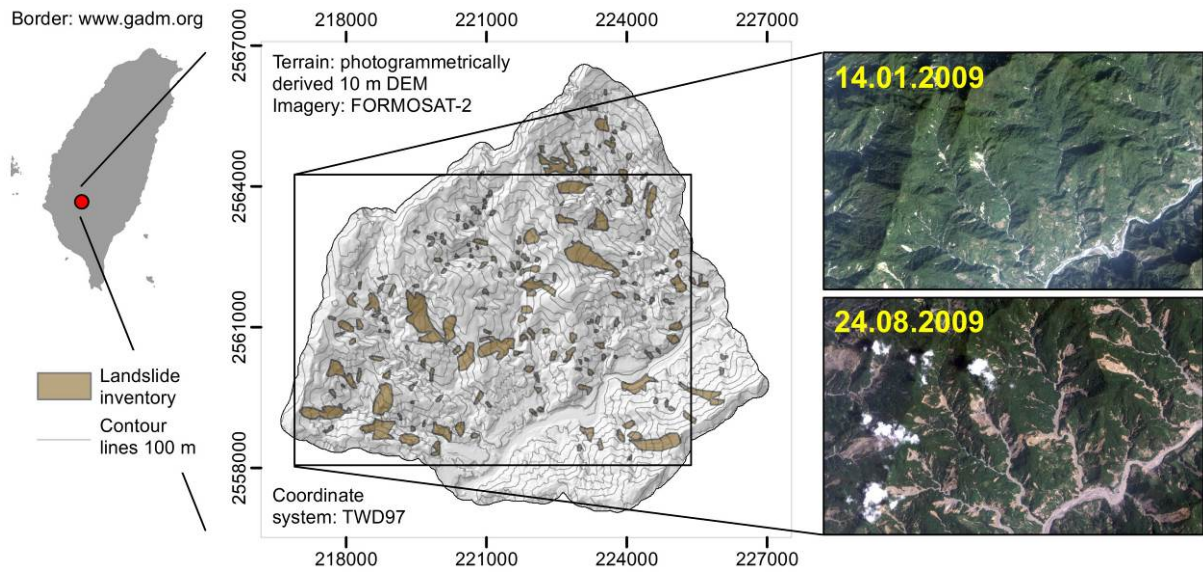 Border: www.gadm.org
218000 221000 224000 227000
2567000
2564000
2561000
2558000
Terrain: photogrammetrically
derived 10 m DEM
Imagery: FORMOSAT-2
Landslide
inventory
Contour
lines 100 m
Coordinate
system: TWD97
218000 221000 224000 227000
14.01.2009
24.08.2009